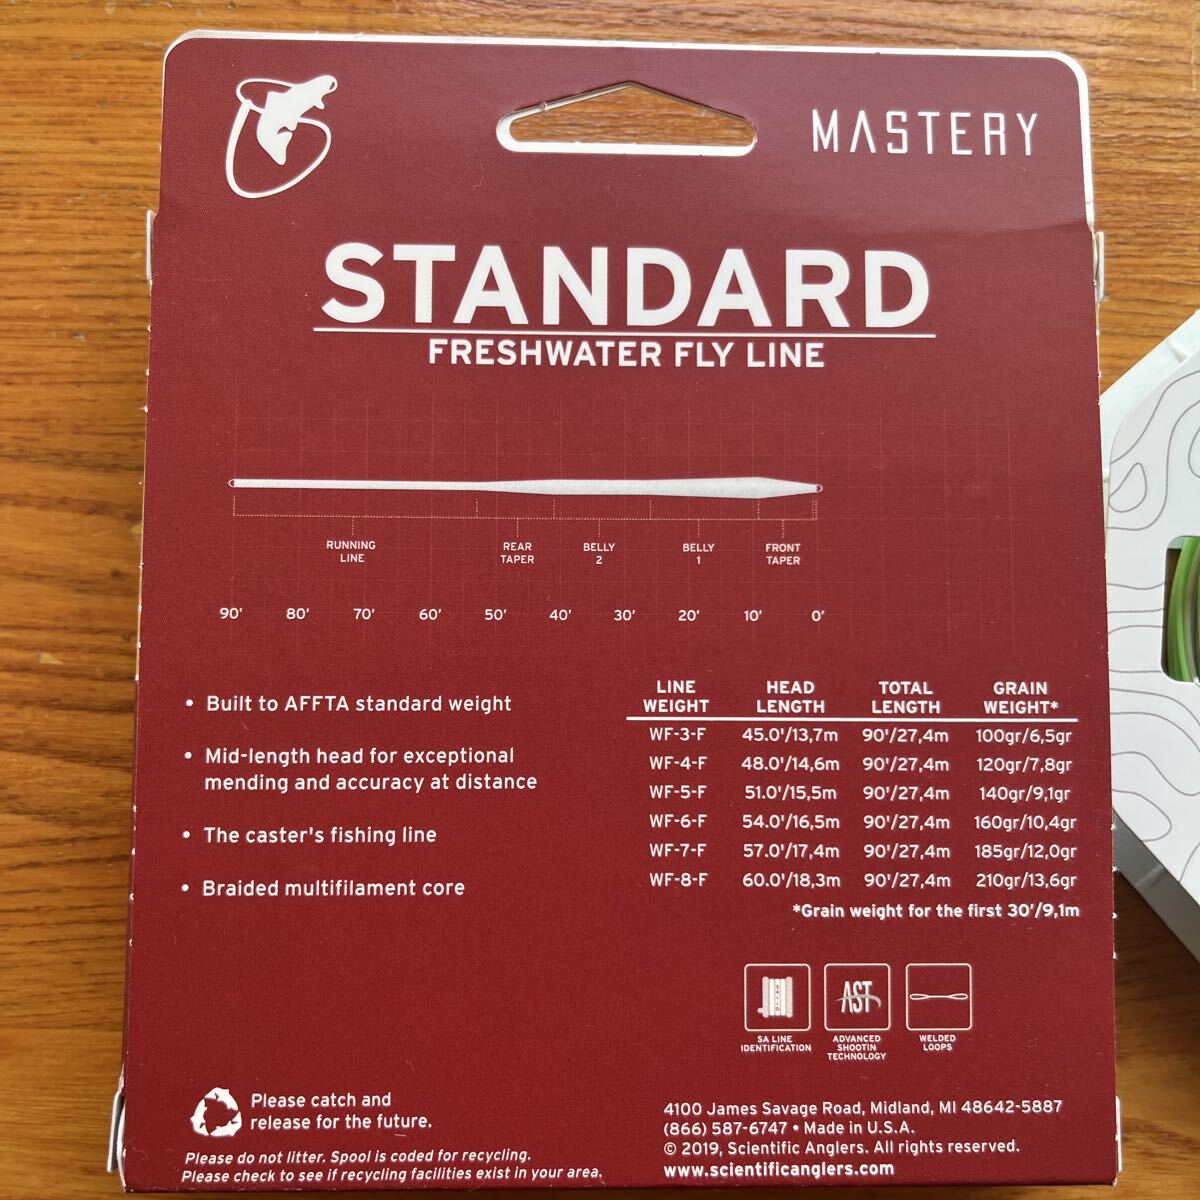 MASTERY
STANDARD
FRESHWATER FLY LINE
RUNNING
LINE
REAR
TAPER
BELLY
2
BELLY
1
FRONT
TAPER
90' 80' 70' 60' 50' 40' 30' 20' 10' 0'
• Built to AFFTA standard weight
• Mid-length head for exceptional
mending and accuracy at distance
• The caster's fishing line
• Braided multifilament core
LINE WEIGHT HEAD LENGTH TOTAL LENGTH GRAIN WEIGHT*
WF-3-F 45.0'/13,7m 90'/27,4m 100gr/6,5gr
WF-4-F 48.0'/14,6m 90'/27,4m 120gr/7,8gr
WF-5-F 51.0'/15,5m 90'/27,4m 140gr/9,1gr
WF-6-F 54.0'/16,5m 90'/27,4m 160gr/10,4gr
WF-7-F 57.0'/17,4m 90'/27,4m 185gr/12,0gr
WF-8-F 60.0'/18,3m 90'/27,4m 210gr/13,6gr
*Grain weight for the first 30'/9,1m
SA LINE
IDENTIFICATION
AST
ADVANCED
SHOOTIN
TECHNOLOGY
WELDED
LOOPS
Please catch and
release for the future.
Please do not litter. Spool is coded for recycling.
Please check to see if recycling facilities exist in your area.
4100 James Savage Road, Midland, MI 48642-5887
(866) 587-6747 • Made in U.S.A.
© 2019, Scientific Anglers. All rights reserved.
www.scientificanglers.com